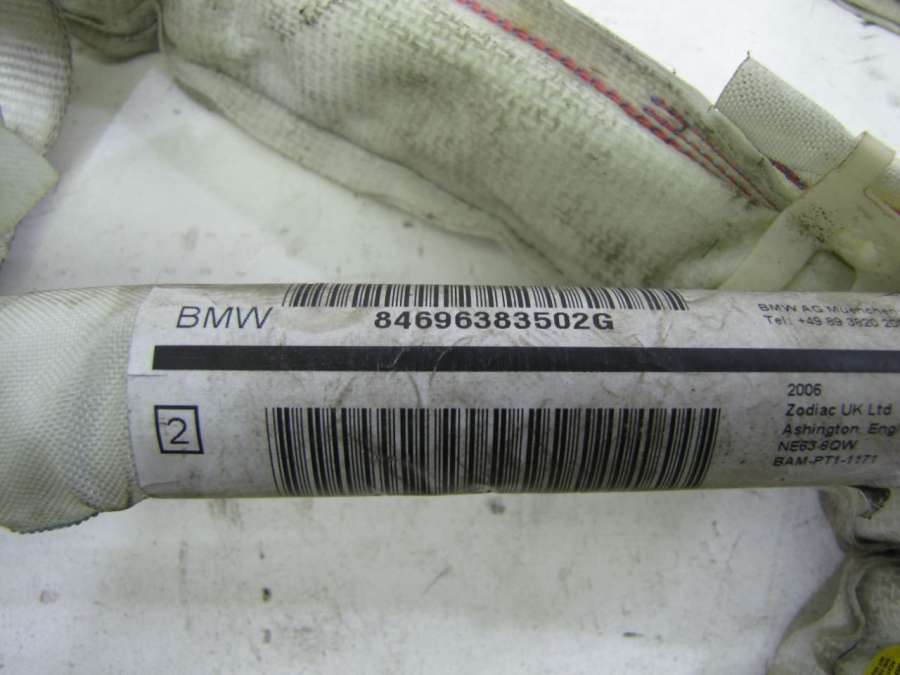 BMW
84696383502G
BMW AG Muenchen
Tel: +49 89 3820
2
2006
Zodiac UK Ltd
Ashington, Eng
NE63-6QW
BAM-PT1-1171